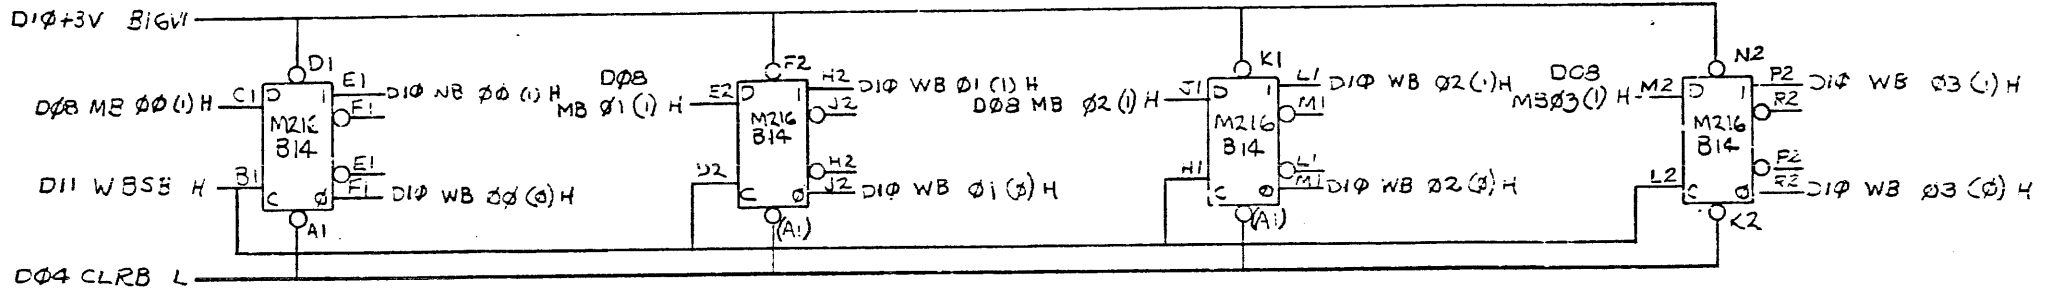 D1Ø+3V B1GV1
D1
C1 D 1 E1
F1
DØ8 MB ØØ(1) H
D1Ø WB ØØ (1) H
M216
B14
E1
D11 WBSB H
B1 C Ø F1
D1Ø WB ØØ (Ø) H
A1
F2
DØ8
MB Ø1(1) H
E2 D 1 H2
D1Ø WB Ø1(1) H
J2
M216
B14
H2
D2 C Ø J2
D1Ø WB Ø1(Ø) H
(A1)
K1
DØ8 MB Ø2(1) H
J1 D 1 L1
D1Ø WB Ø2(1)H
M1
M216
B14
L1
H1 C Ø M1
D1Ø WB Ø2(Ø) H
(A1)
N2
DØ8
MBØ3(1) H
M2 D 1 P2
D1Ø WB Ø3(1) H
R2
M216
B14
P2
L2 C Ø R2
D1Ø WB Ø3(Ø) H
K2
DØ4 CLRB L